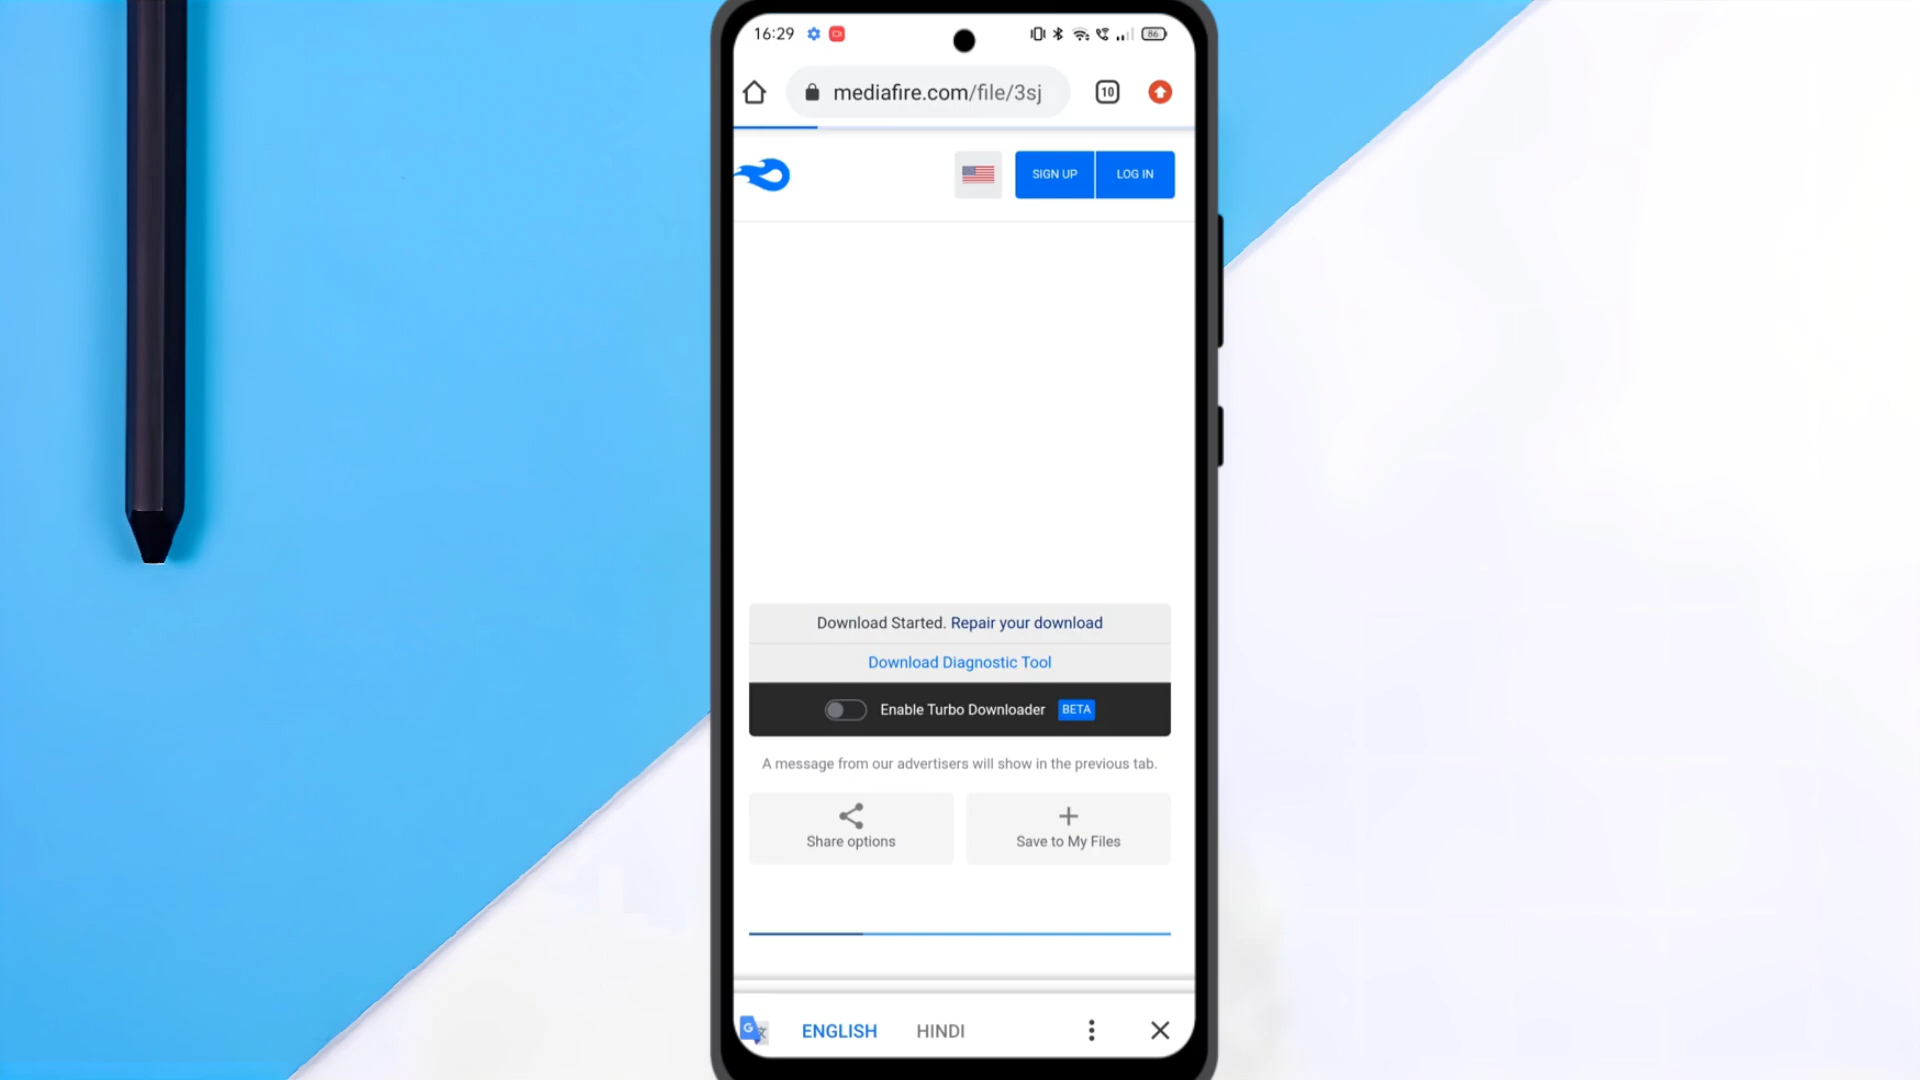 16:29
86
mediafire.com/file/3sj
10
SIGN UP
LOG IN
Download Started. Repair your download
Download Diagnostic Tool
Enable Turbo Downloader BETA
A message from our advertisers will show in the previous tab.
Share options
Save to My Files
G 文
ENGLISH
HINDI